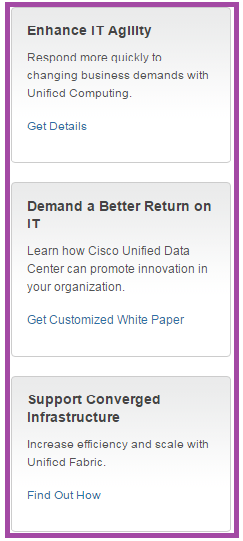 Enhance IT Agility
Respond more quickly to
changing business demands with
Unified Computing.
Get Details
Demand a Better Return on
IT
Learn how Cisco Unified Data
Center can promote innovation in
your organization.
Get Customized White Paper
Support Converged
Infrastructure
Increase efficiency and scale with
Unified Fabric.
Find Out How